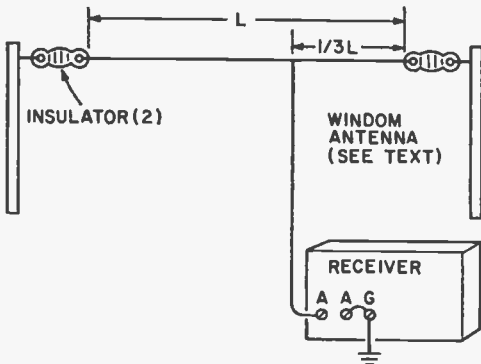 L
1/3L
INSULATOR(2)
WINDOM
ANTENNA
(SEE TEXT)
RECEIVER
A A G